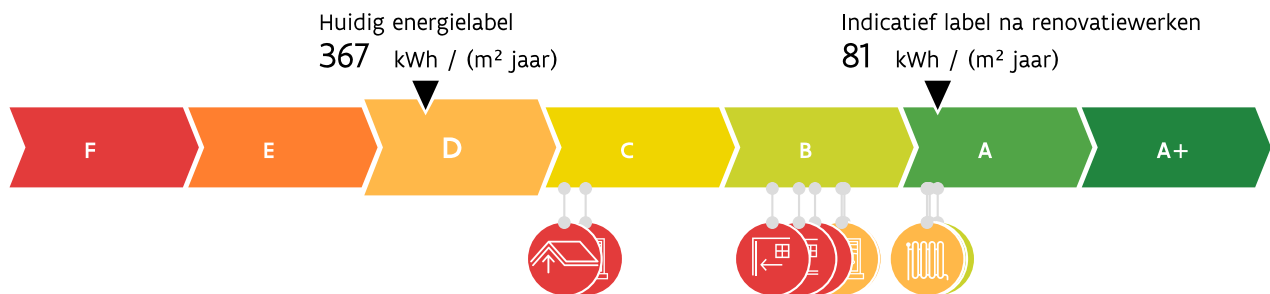 Huidig energielabel
367 kWh / (m² jaar)
Indicatief label na renovatiewerken
81 kWh / (m² jaar)
F E D C B A A+